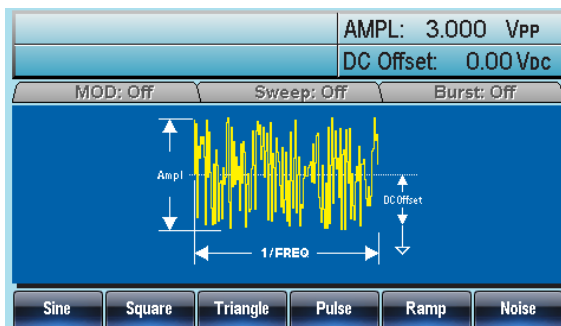 AMPL: 3.000 VPP
DC Offset: 0.00 VDC
MOD: Off Sweep: Off Burst: Off
Ampl
DC Offset
1/FREQ
Sine Square Triangle Pulse Ramp Noise